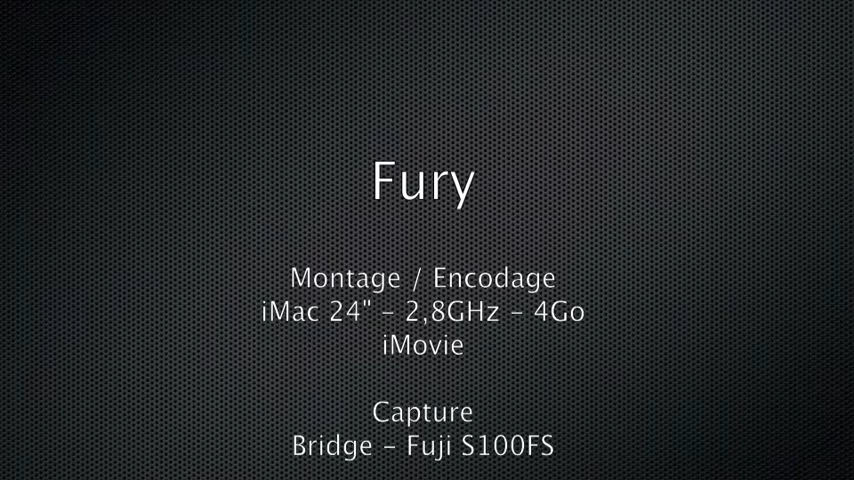 Fury
Montage / Encodage
iMac 24" – 2,8GHz – 4Go
iMovie
Capture
Bridge – Fuji S100FS